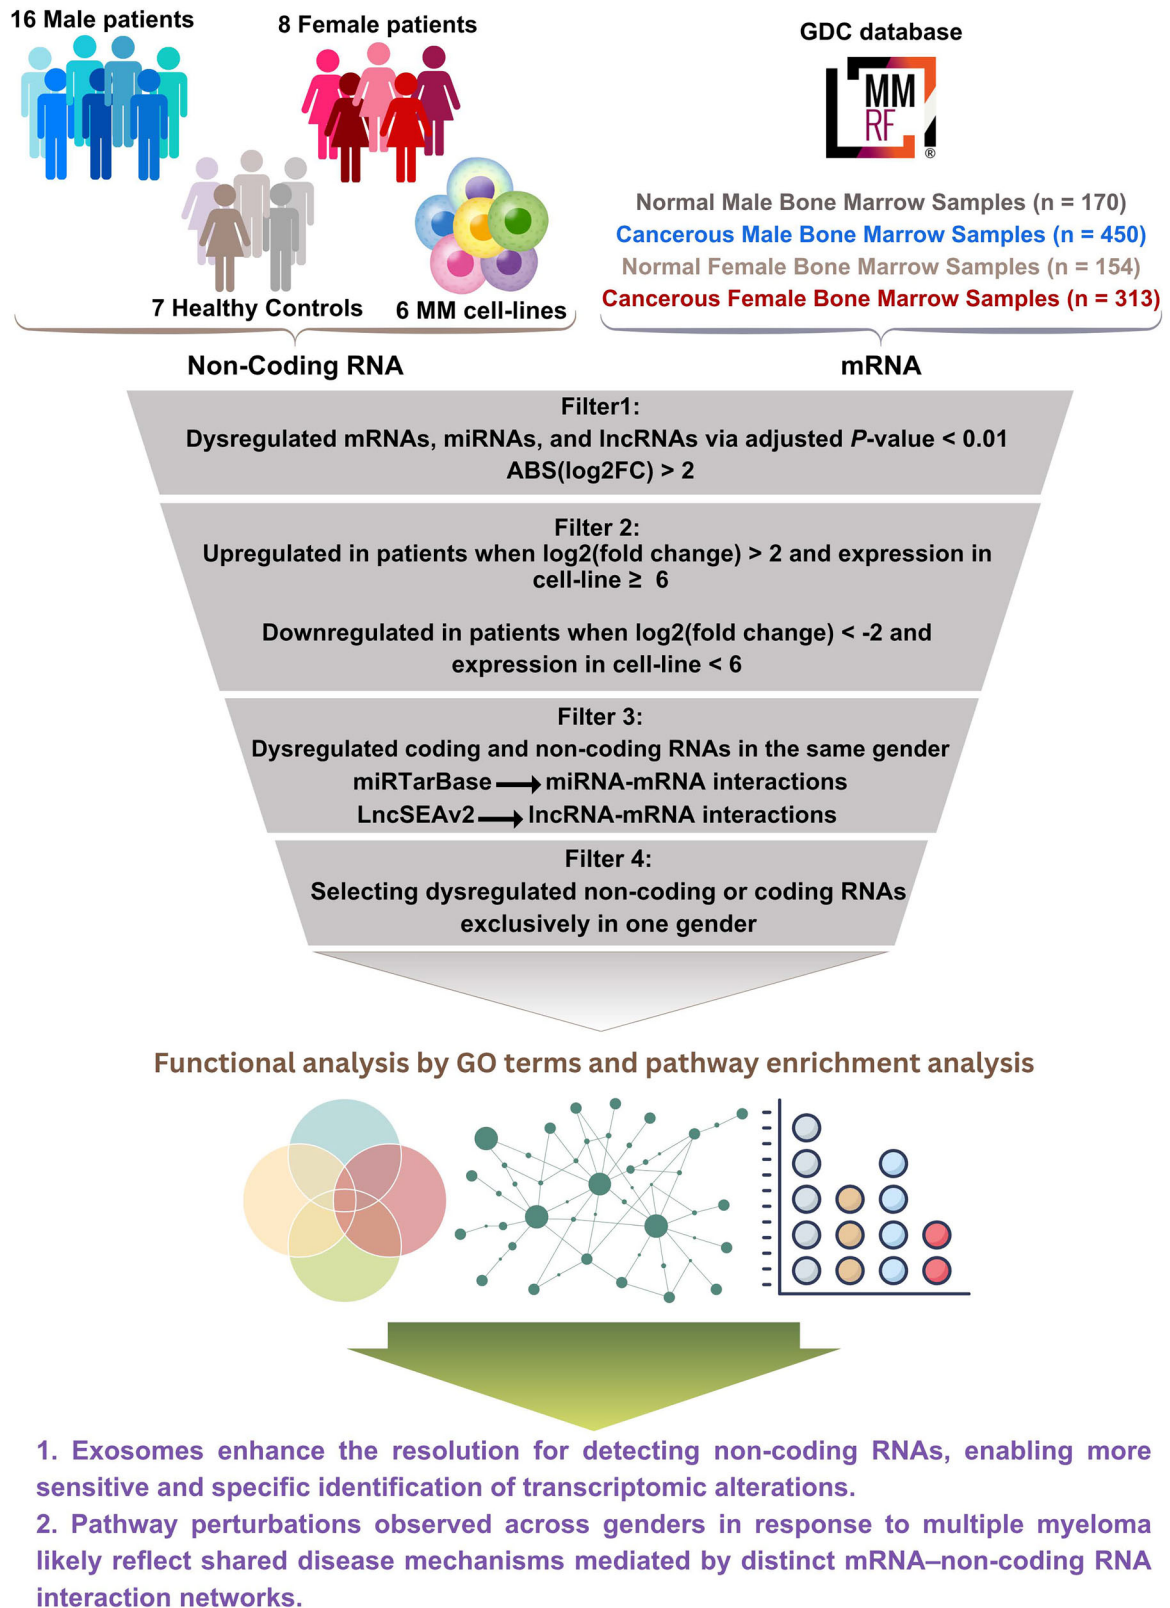 16 Male patients
8 Female patients
7 Healthy Controls
6 MM cell-lines
Non-Coding RNA
GDC database
MM
RF
®
Normal Male Bone Marrow Samples (n = 170)
Cancerous Male Bone Marrow Samples (n = 450)
Normal Female Bone Marrow Samples (n = 154)
Cancerous Female Bone Marrow Samples (n = 313)
mRNA
Filter1:
Dysregulated mRNAs, miRNAs, and lncRNAs via adjusted P-value < 0.01
ABS(log2FC) > 2
Filter 2:
Upregulated in patients when log2(fold change) > 2 and expression in
cell-line ≥ 6
Downregulated in patients when log2(fold change) < -2 and
expression in cell-line < 6
Filter 3:
Dysregulated coding and non-coding RNAs in the same gender
miRTarBase → miRNA-mRNA interactions
LncSEAv2 → lncRNA-mRNA interactions
Filter 4:
Selecting dysregulated non-coding or coding RNAs
exclusively in one gender
Functional analysis by GO terms and pathway enrichment analysis
1. Exosomes enhance the resolution for detecting non-coding RNAs, enabling more
sensitive and specific identification of transcriptomic alterations.
2. Pathway perturbations observed across genders in response to multiple myeloma
likely reflect shared disease mechanisms mediated by distinct mRNA–non-coding RNA
interaction networks.